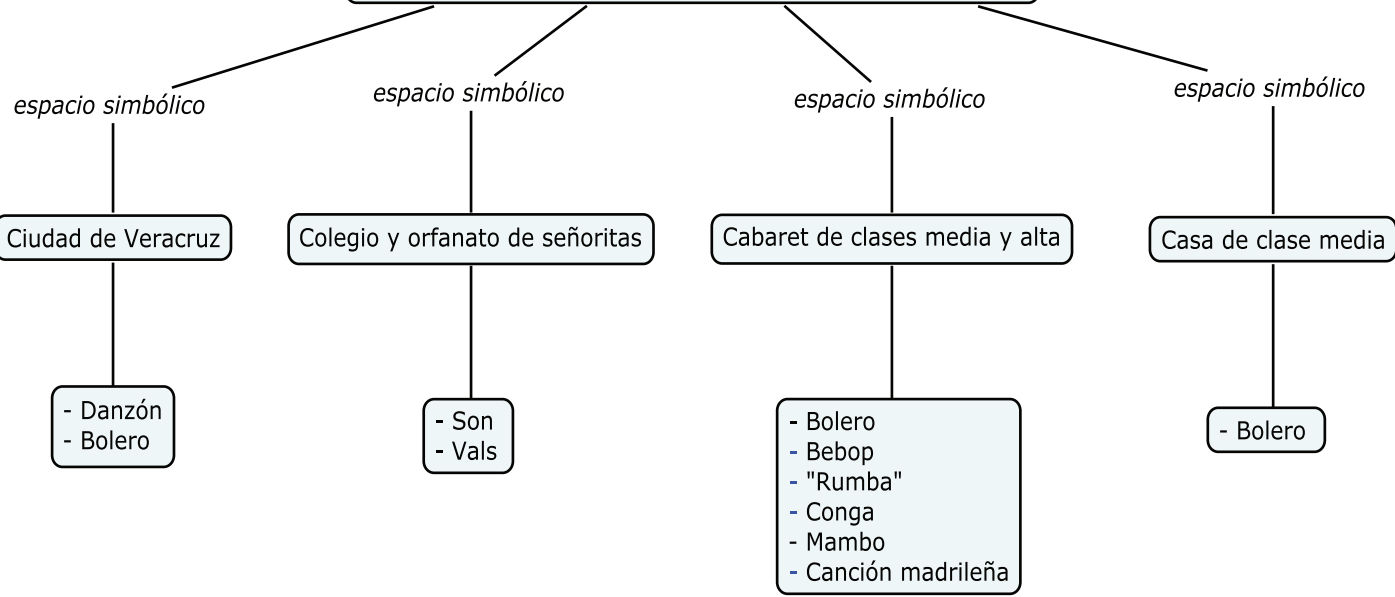 espacio simbólico
espacio simbólico
espacio simbólico
espacio simbólico
Ciudad de Veracruz
Colegio y orfanato de señoritas
Cabaret de clases media y alta
Casa de clase media
- Danzón
- Bolero
- Son
- Vals
- Bolero
- Bebop
- "Rumba"
- Conga
- Mambo
- Canción madrileña
- Bolero